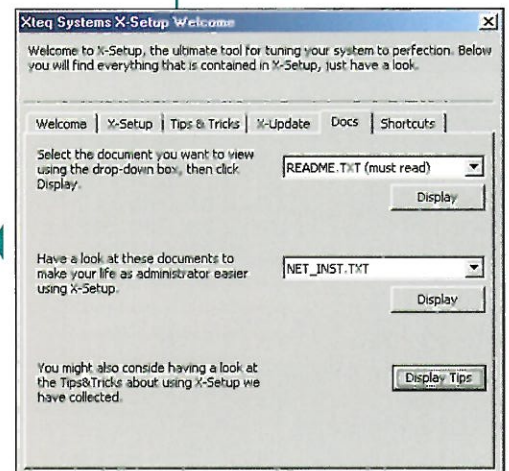 Xteq Systems X-Setup Welcome
Welcome to X-Setup, the ultimate tool for tuning your system to perfection. Below
you will find everything that is contained in X-Setup, just have a look.
Welcome X-Setup Tips & Tricks X-Update Docs Shortcuts
Select the document you want to view
using the drop-down box, then click
Display.
README.TXT (must read)
Display
Have a look at these documents to
make your life as administrator easier
using X-Setup.
NET_INST.TXT
Display
You might also conside having a look at
the Tips&Tricks about using X-Setup we
have collected.
Display Tips